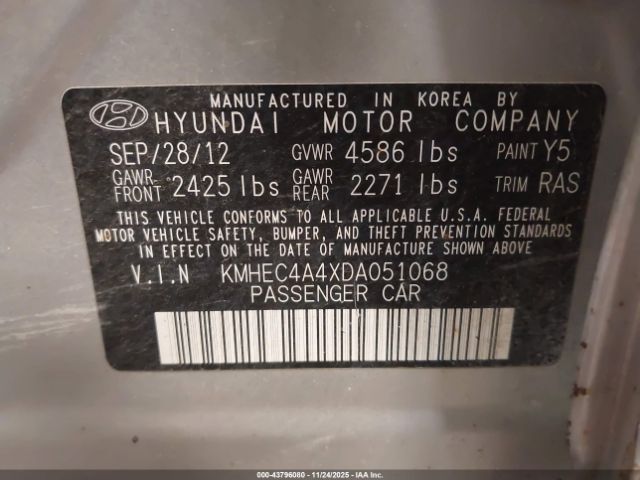 MANUFACTURED IN KOREA BY
HYUNDAI MOTOR COMPANY
SEP/28/12 GVWR 4586 lbs PAINT Y5
GAWR FRONT 2425 lbs GAWR REAR 2271 lbs TRIM RAS
THIS VEHICLE CONFORMS TO ALL APPLICABLE U.S.A. FEDERAL
MOTOR VEHICLE SAFETY, BUMPER, AND THEFT PREVENTION STANDARDS
IN EFFECT ON THE DATE OF MANUFACTURE SHOWN ABOVE.
V.I.N KMHEC4A4XDA051068
PASSENGER CAR
000-43796080 - 11/24/2025 - IAAI.COM